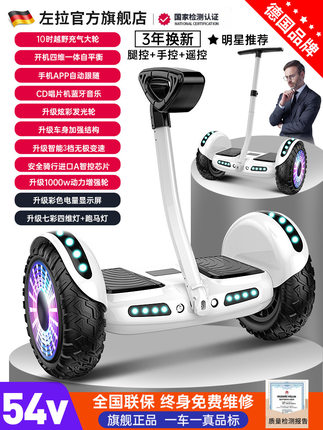 左拉官方旗舰店
国家检测认证
NATIONAL CERTIFICATION
德国品牌
10吋越野充气大轮
3年换新
明星推荐
腿控+手控+遥控
开机四维一体自平衡
手机APP自动跟随
CD唱片机蓝牙音乐
升级炫彩发光轮
升级车身加强结构
升级智能3档无极变速
安全骑行进口A智控芯片
升级1000w动力增强轮
升级彩色电量显示屏
升级七彩四维灯+跑马灯
54v
全国联保 终身免费维修
旗舰正品 一车一真品标
质量检测报告